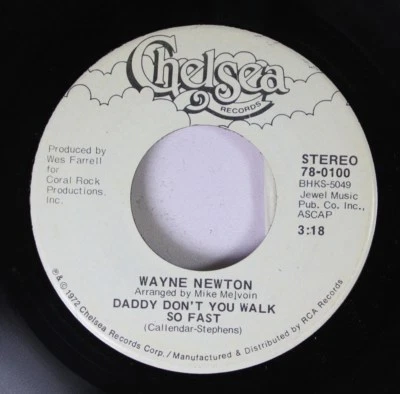 Chelsea
RECORDS
Produced by
Wes Farrell
for
Coral Rock
Productions.
Inc.
STEREO
78-0100
BHKS-5049
Jewel Music
Pub. Co. Inc.,
ASCAP
3:18
WAYNE NEWTON
Arranged by Mike Melvoin
DADDY DON'T YOU WALK
SO FAST
(Callendar-Stephens)
℗ & © 1972 Chelsea Records Corp. / Manufactured & Distributed by RCA Records